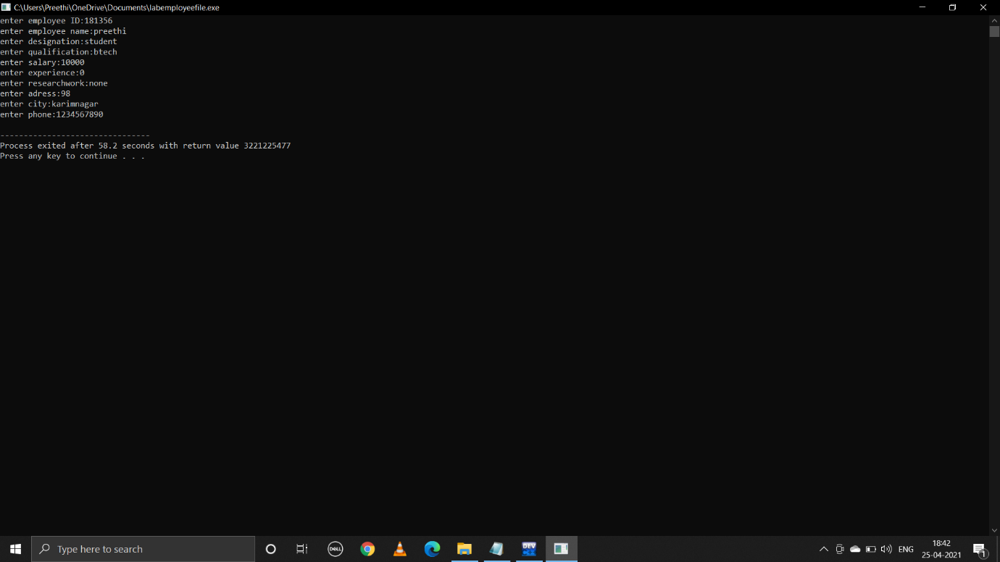 C:\Users\Preethi\OneDrive\Documents\labemployeefile.exe
enter employee ID:181356
enter employee name:preethi
enter designation:student
enter qualification:btech
enter salary:10000
enter experience:0
enter researchwork:none
enter adress:98
enter city:karimnagar
enter phone:1234567890
--------------------------------
Process exited after 58.2 seconds with return value 3221225477
Press any key to continue . . .
Type here to search
DELL
DEV
C++
ENG
18:42
25-04-2021
1